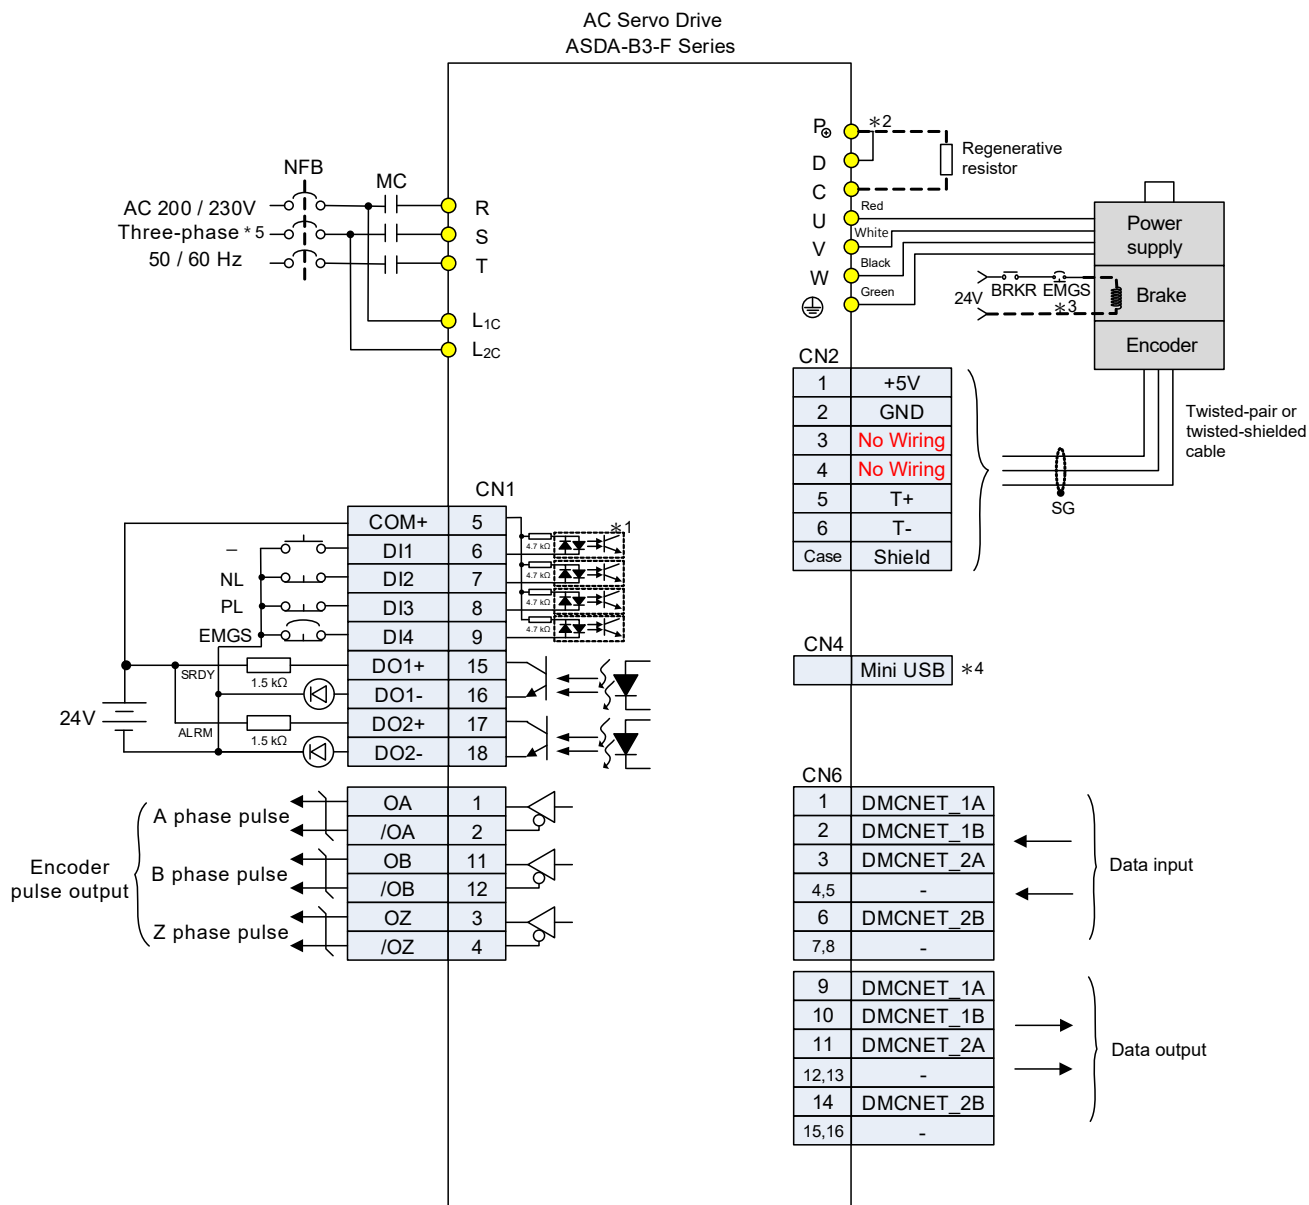 AC Servo Drive
ASDA-B3-F Series
NFB
MC
AC 200 / 230V
Three-phase *5
50 / 60 Hz
R
S
T
L1C
L2C
P⊕
*2
D
C
Regenerative
resistor
U
Red
V
White
W
Black
Green
Power
supply
24V
BRKR
EMGS
*3
Brake
Encoder
CN2
1 +5V
2 GND
3 No Wiring
4 No Wiring
5 T+
6 T-
Case Shield
Twisted-pair or
twisted-shielded
cable
SG
CN1
COM+ 5
– DI1 6
NL DI2 7
PL DI3 8
EMGS DI4 9
*1
4.7 kΩ
4.7 kΩ
4.7 kΩ
4.7 kΩ
SRDY
1.5 kΩ
DO1+ 15
DO1- 16
24V
ALRM
1.5 kΩ
DO2+ 17
DO2- 18
CN4
Mini USB *4
Encoder
pulse output
A phase pulse
OA 1
/OA 2
B phase pulse
OB 11
/OB 12
Z phase pulse
OZ 3
/OZ 4
CN6
1 DMCNET_1A
2 DMCNET_1B
3 DMCNET_2A
4,5 -
6 DMCNET_2B
7,8 -
Data input
9 DMCNET_1A
10 DMCNET_1B
11 DMCNET_2A
12,13 -
14 DMCNET_2B
15,16 -
Data output